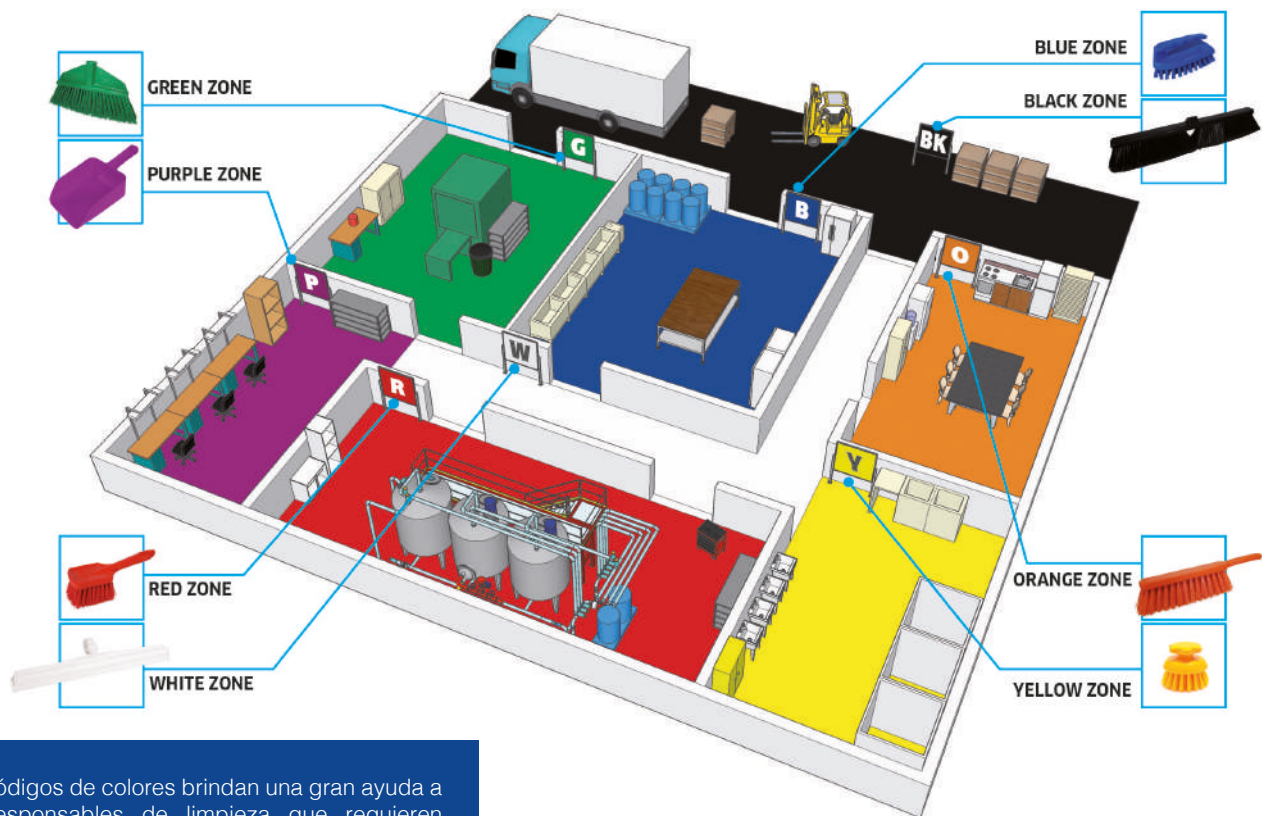 GREEN ZONE
PURPLE ZONE
BLUE ZONE
BLACK ZONE
G
BK
B
O
P
W
R
Y
RED ZONE
WHITE ZONE
ORANGE ZONE
YELLOW ZONE
códigos de colores brindan una gran ayuda a